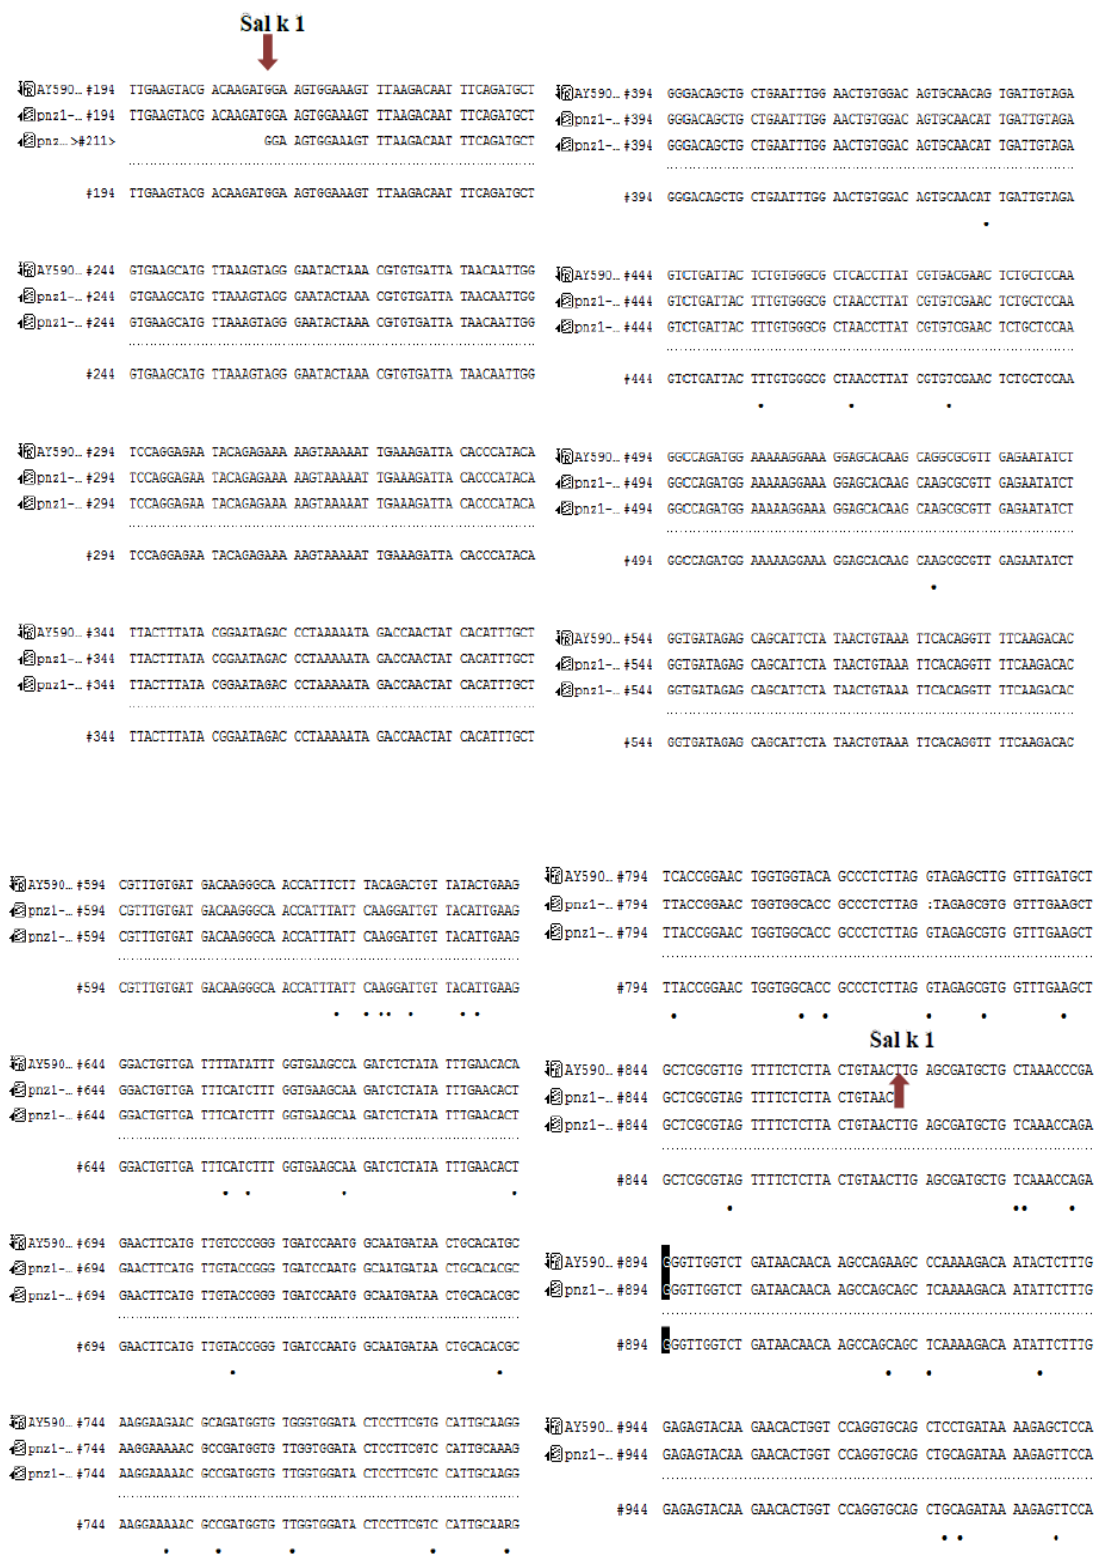 Sal k 1
AY590... #194 TTGAAGTACG ACAAGATGGA AGTGGAAAGT TTAAGACAAT TTCAGATGCT
pnz1-... #194 TTGAAGTACG ACAAGATGGA AGTGGAAAGT TTAAGACAAT TTCAGATGCT
pnz...>#211> GGA AGTGGAAAGT TTAAGACAAT TTCAGATGCT
#194 TTGAAGTACG ACAAGATGGA AGTGGAAAGT TTAAGACAAT TTCAGATGCT
AY590... #244 GTGAAGCATG TTAAAGTAGG GAATACTAAA CGTGTGATTA TAACAATTGG
pnz1-... #244 GTGAAGCATG TTAAAGTAGG GAATACTAAA CGTGTGATTA TAACAATTGG
pnz1-... #244 GTGAAGCATG TTAAAGTAGG GAATACTAAA CGTGTGATTA TAACAATTGG
#244 GTGAAGCATG TTAAAGTAGG GAATACTAAA CGTGTGATTA TAACAATTGG
AY590... #294 TCCAGGAGAA TACAGAGAAA AAGTAAAAAT TGAAAGATTA CACCCATACA
pnz1-... #294 TCCAGGAGAA TACAGAGAAA AAGTAAAAAT TGAAAGATTA CACCCATACA
pnz1-... #294 TCCAGGAGAA TACAGAGAAA AAGTAAAAAT TGAAAGATTA CACCCATACA
#294 TCCAGGAGAA TACAGAGAAA AAGTAAAAAT TGAAAGATTA CACCCATACA
AY590... #344 TTACTTTATA CGGAATAGAC CCTAAAAATA GACCAACTAT CACATTTGCT
pnz1-... #344 TTACTTTATA CGGAATAGAC CCTAAAAATA GACCAACTAT CACATTTGCT
pnz1-... #344 TTACTTTATA CGGAATAGAC CCTAAAAATA GACCAACTAT CACATTTGCT
#344 TTACTTTATA CGGAATAGAC CCTAAAAATA GACCAACTAT CACATTTGCT
AY590... #394 GGGACAGCTG CTGAATTTGG AACTGTGGAC AGTGCAACAG TGATTGTAGA
pnz1-... #394 GGGACAGCTG CTGAATTTGG AACTGTGGAC AGTGCAACAT TGATTGTAGA
pnz1-... #394 GGGACAGCTG CTGAATTTGG AACTGTGGAC AGTGCAACAT TGATTGTAGA
#394 GGGACAGCTG CTGAATTTGG AACTGTGGAC AGTGCAACAT TGATTGTAGA
AY590... #444 GTCTGATTAC TCTGTGGGCG CTCACCTTAT CGTGACGAAC TCTGCTCCAA
pnz1-... #444 GTCTGATTAC TTTGTGGGCG CTAACCTTAT CGTGTCGAAC TCTGCTCCAA
pnz1-... #444 GTCTGATTAC TTTGTGGGCG CTAACCTTAT CGTGTCGAAC TCTGCTCCAA
#444 GTCTGATTAC TTTGTGGGCG CTAACCTTAT CGTGTCGAAC TCTGCTCCAA
AY590... #494 GGCCAGATGG AAAAAGGAAA GGAGCACAAG CAGGCGCGTT GAGAATATCT
pnz1-... #494 GGCCAGATGG AAAAAGGAAA GGAGCACAAG CAAGCGCGTT GAGAATATCT
pnz1-... #494 GGCCAGATGG AAAAAGGAAA GGAGCACAAG CAAGCGCGTT GAGAATATCT
#494 GGCCAGATGG AAAAAGGAAA GGAGCACAAG CAAGCGCGTT GAGAATATCT
AY590... #544 GGTGATAGAG CAGCATTCTA TAACTGTAAA TTCACAGGTT TTCAAGACAC
pnz1-... #544 GGTGATAGAG CAGCATTCTA TAACTGTAAA TTCACAGGTT TTCAAGACAC
pnz1-... #544 GGTGATAGAG CAGCATTCTA TAACTGTAAA TTCACAGGTT TTCAAGACAC
#544 GGTGATAGAG CAGCATTCTA TAACTGTAAA TTCACAGGTT TTCAAGACAC
AY590... #594 CGTTTGTGAT GACAAGGGCA ACCATTTCTT TACAGACTGT TATACTGAAG
pnz1-... #594 CGTTTGTGAT GACAAGGGCA ACCATTTATT CAAGGATTGT TACATTGAAG
pnz1-... #594 CGTTTGTGAT GACAAGGGCA ACCATTTATT CAAGGATTGT TACATTGAAG
#594 CGTTTGTGAT GACAAGGGCA ACCATTTATT CAAGGATTGT TACATTGAAG
AY590... #644 GGACTGTTGA TTTTATATTT GGTGAAGCCA GATCTCTATA TTTGAACACA
pnz1-... #644 GGACTGTTGA TTTCATCTTT GGTGAAGCAA GATCTCTATA TTTGAACACT
pnz1-... #644 GGACTGTTGA TTTCATCTTT GGTGAAGCAA GATCTCTATA TTTGAACACT
#644 GGACTGTTGA TTTCATCTTT GGTGAAGCAA GATCTCTATA TTTGAACACT
AY590... #694 GAACTTCATG TTGTCCCGGG TGATCCAATG GCAATGATAA CTGCACATGC
pnz1-... #694 GAACTTCATG TTGTACCGGG TGATCCAATG GCAATGATAA CTGCACACGC
pnz1-... #694 GAACTTCATG TTGTACCGGG TGATCCAATG GCAATGATAA CTGCACACGC
#694 GAACTTCATG TTGTACCGGG TGATCCAATG GCAATGATAA CTGCACACGC
AY590... #744 AAGGAAGAAC GCAGATGGTG TGGGTGGATA CTCCTTCGTG CATTGCAAGG
pnz1-... #744 AAGGAAAAAC GCCGATGGTG TTGGTGGATA CTCCTTCGTC CATTGCAAAG
pnz1-... #744 AAGGAAAAAC GCCGATGGTG TTGGTGGATA CTCCTTCGTC CATTGCAAGG
#744 AAGGAAAAAC GCCGATGGTG TTGGTGGATA CTCCTTCGTC CATTGCAARG
AY590... #794 TCACCGGAAC TGGTGGTACA GCCCTCTTAG GTAGAGCTTG GTTTGATGCT
pnz1-... #794 TTACCGGAAC TGGTGGCACC GCCCTCTTAG :TAGAGCGTG GTTTGAAGCT
pnz1-... #794 TTACCGGAAC TGGTGGCACC GCCCTCTTAG GTAGAGCGTG GTTTGAAGCT
#794 TTACCGGAAC TGGTGGCACC GCCCTCTTAG GTAGAGCGTG GTTTGAAGCT
Sal k 1
AY590... #844 GCTCGCGTTG TTTTCTCTTA CTGTAACTTG AGCGATGCTG CTAAACCCGA
pnz1-... #844 GCTCGCGTAG TTTTCTCTTA CTGTAAC
pnz1-... #844 GCTCGCGTAG TTTTCTCTTA CTGTAACTTG AGCGATGCTG TCAAACCAGA
#844 GCTCGCGTAG TTTTCTCTTA CTGTAACTTG AGCGATGCTG TCAAACCAGA
AY590... #894 GGGTTGGTCT GATAACAACA AGCCAGAAGC CCAAAAGACA ATACTCTTTG
pnz1-... #894 GGGTTGGTCT GATAACAACA AGCCAGCAGC TCAAAAGACA ATATTCTTTG
#894 GGGTTGGTCT GATAACAACA AGCCAGCAGC TCAAAAGACA ATATTCTTTG
AY590... #944 GAGAGTACAA GAACACTGGT CCAGGTGCAG CTCCTGATAA AAGAGCTCCA
pnz1-... #944 GAGAGTACAA GAACACTGGT CCAGGTGCAG CTGCAGATAA AAGAGTTCCA
#944 GAGAGTACAA GAACACTGGT CCAGGTGCAG CTGCAGATAA AAGAGTTCCA